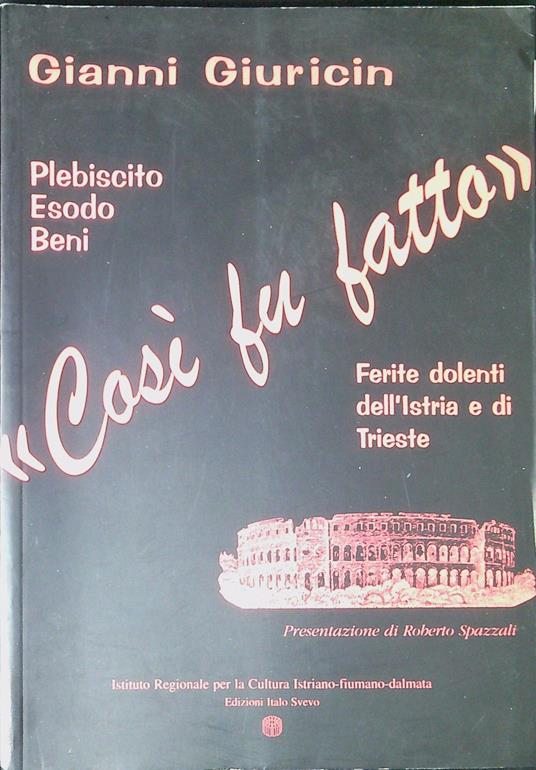 Gianni Giuricin
Plebiscito
Esodo
Beni
«Così fu fatto»
Ferite dolenti
dell'Istria e di
Trieste
Presentazione di Roberto Spazzali
Istituto Regionale per la Cultura Istriano-fiumano-dalmata
Edizioni Italo Svevo